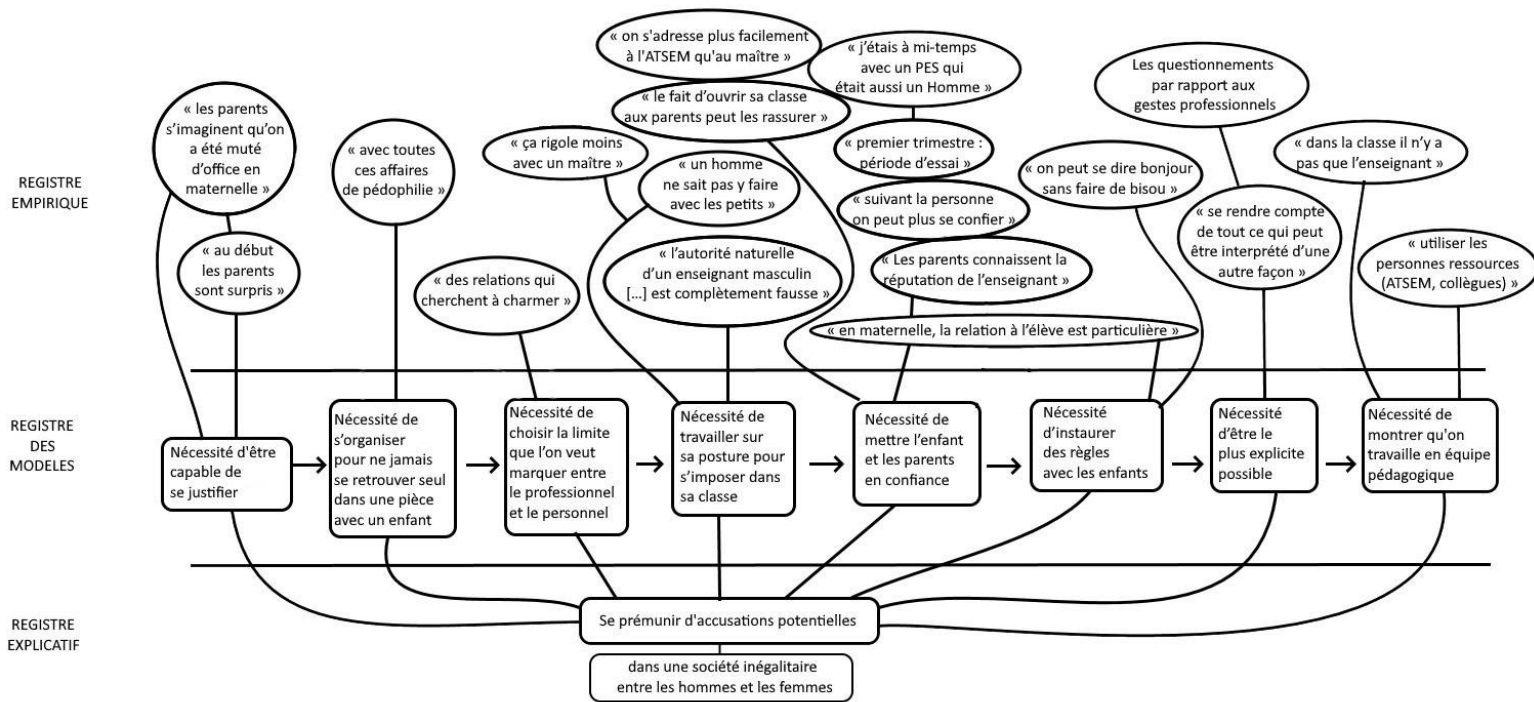 REGISTRE
EMPIRIQUE
« les parents
s'imaginent qu'on
a été muté
d'office en
maternelle »
« au début
les parents
sont surpris »
« avec toutes
ces affaires
de pédophilie »
« des relations qui
cherchent à charmer »
« ça rigole moins
avec un maître »
« on s'adresse plus facilement
à l'ATSEM qu'au maître »
« le fait d'ouvrir sa classe
aux parents peut les rassurer »
« un homme
ne sait pas y faire
avec les petits »
« l'autorité naturelle
d'un enseignant masculin
[...] est complètement fausse »
« j'étais à mi-temps
avec un PES qui
était aussi un Homme »
« premier trimestre :
période d'essai »
« suivant la personne
on peut plus se confier »
« Les parents connaissent la
réputation de l'enseignant »
« en maternelle, la relation à l'élève est particulière »
« on peut se dire bonjour
sans faire de bisou »
Les questionnements
par rapport aux
gestes professionnels
« se rendre compte
de tout ce qui peut
être interprété d'une
autre façon »
« dans la classe il n'y a
pas que l'enseignant »
« utiliser les
personnes ressources
(ATSEM, collègues) »
REGISTRE
DES
MODELES
Nécessité d'être
capable de
se justifier
Nécessité de
s'organiser
pour ne jamais
se retrouver seul
dans une pièce
avec un enfant
Nécessité de
choisir la limite
que l'on veut
marquer entre
le professionnel
et le personnel
Nécessité de
travailler sur
sa posture pour
s'imposer dans
sa classe
Nécessité de
mettre l'enfant
et les parents
en confiance
Nécessité
d'instaurer
des règles
avec les enfants
Nécessité
d'être le
plus explicite
possible
Nécessité de
montrer qu'on
travaille en équipe
pédagogique
REGISTRE
EXPLICATIF
Se prémunir d'accusations potentielles
dans une société inégalitaire
entre les hommes et les femmes